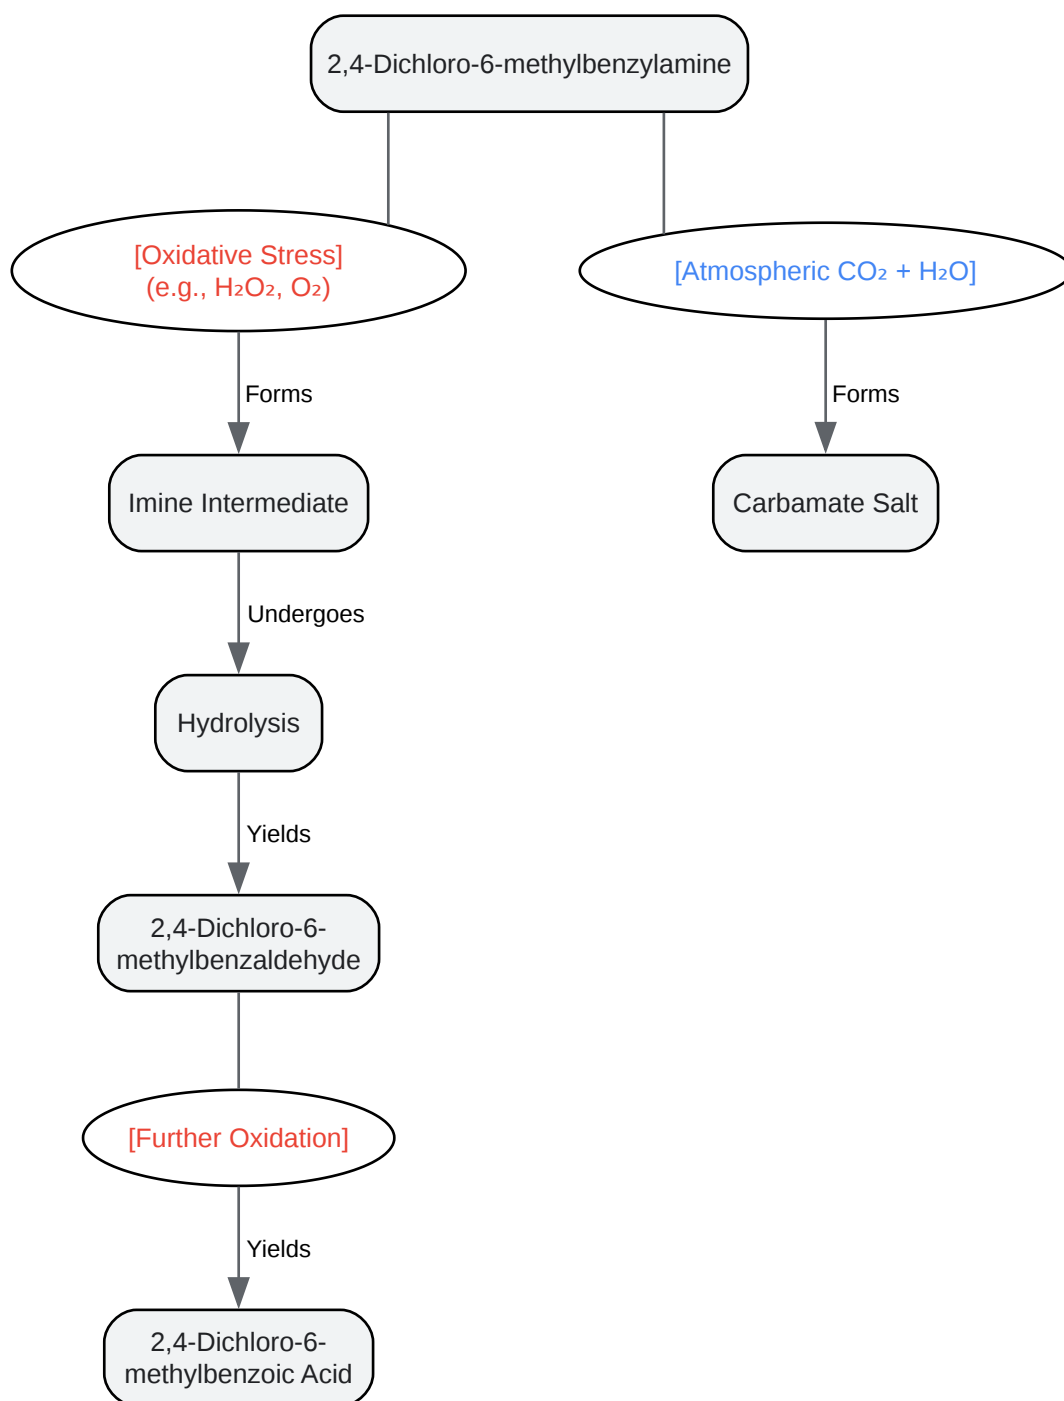 2,4-Dichloro-6-methylbenzylamine
[Oxidative Stress]
(e.g., H₂O₂, O₂)
[Atmospheric CO₂ + H₂O]
Forms
Forms
Imine Intermediate
Carbamate Salt
Undergoes
Hydrolysis
Yields
2,4-Dichloro-6-
methylbenzaldehyde
[Further Oxidation]
Yields
2,4-Dichloro-6-
methylbenzoic Acid